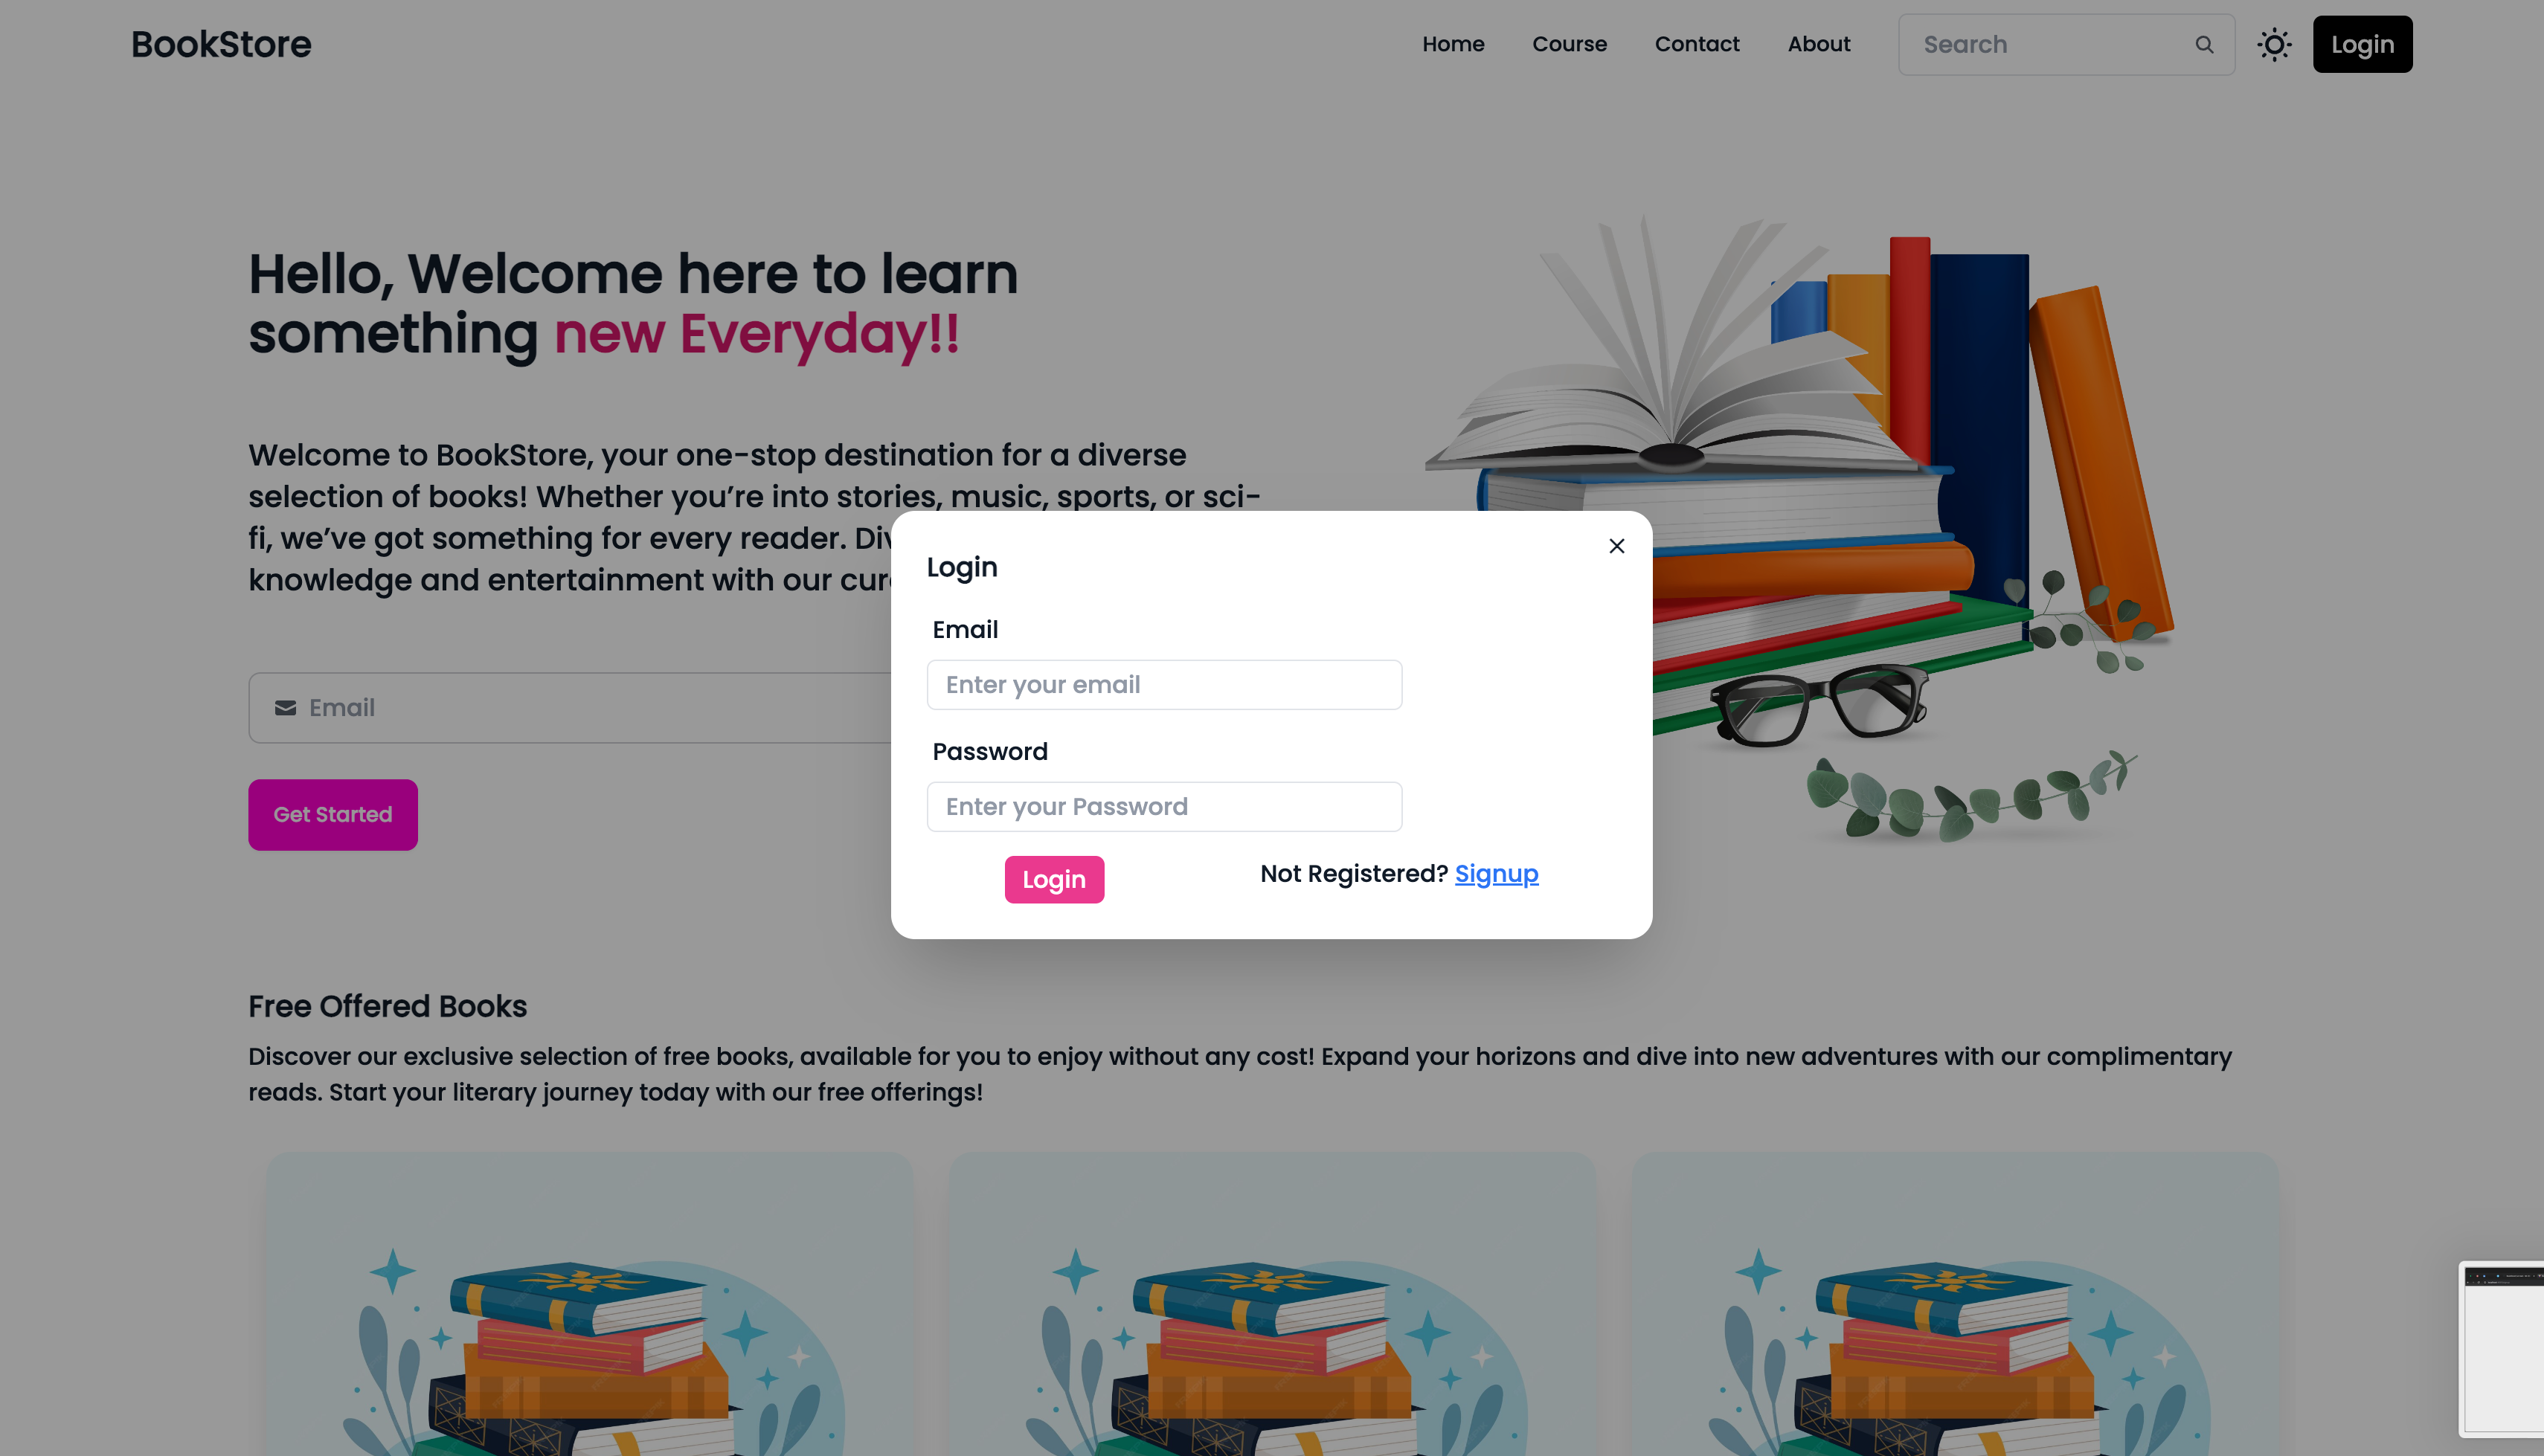 BookStore
Home
Course
Contact
About
Search
Login
Hello, Welcome here to learn
something new Everyday!!
Welcome to BookStore, your one-stop destination for a diverse
selection of books! Whether you’re into stories, music, sports, or sci-
fi, we’ve got something for every reader.
knowledge and entertainment with our
Email
Get Started
Login
Email
Enter your email
Password
Enter your Password
Login
Not Registered? Signup
Free Offered Books
Discover our exclusive selection of free books, available for you to enjoy without any cost! Expand your horizons and dive into new adventures with our complimentary
reads. Start your literary journey today with our free offerings!